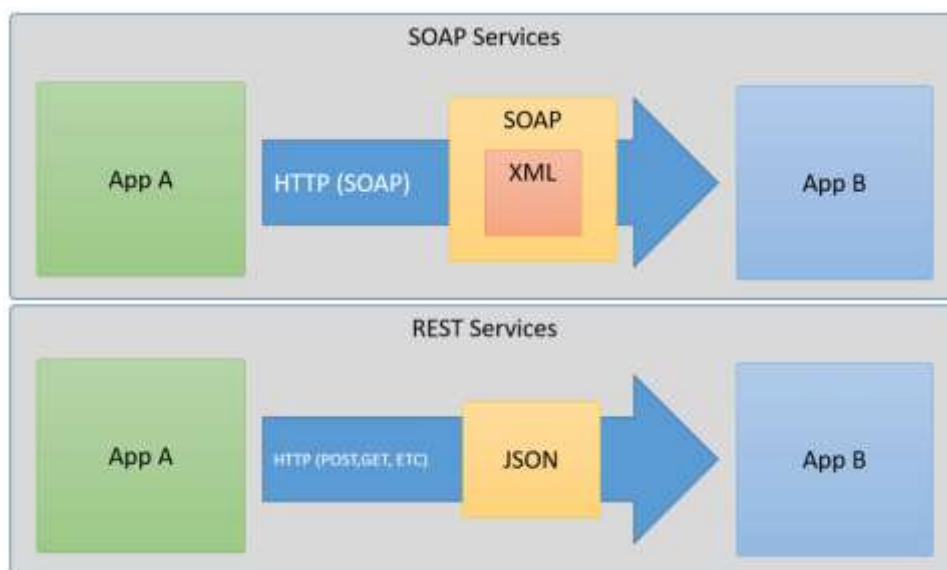 SOAP Services
App A
HTTP (SOAP)
SOAP
XML
App B
REST Services
App A
HTTP (POST,GET, ETC)
JSON
App B